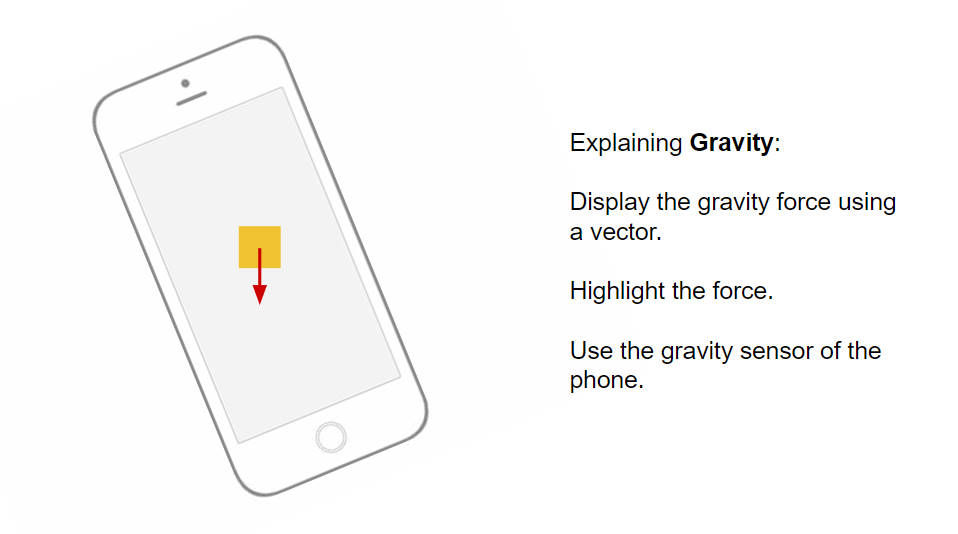 Explaining Gravity:
Display the gravity force using
a vector.
Highlight the force.
Use the gravity sensor of the
phone.